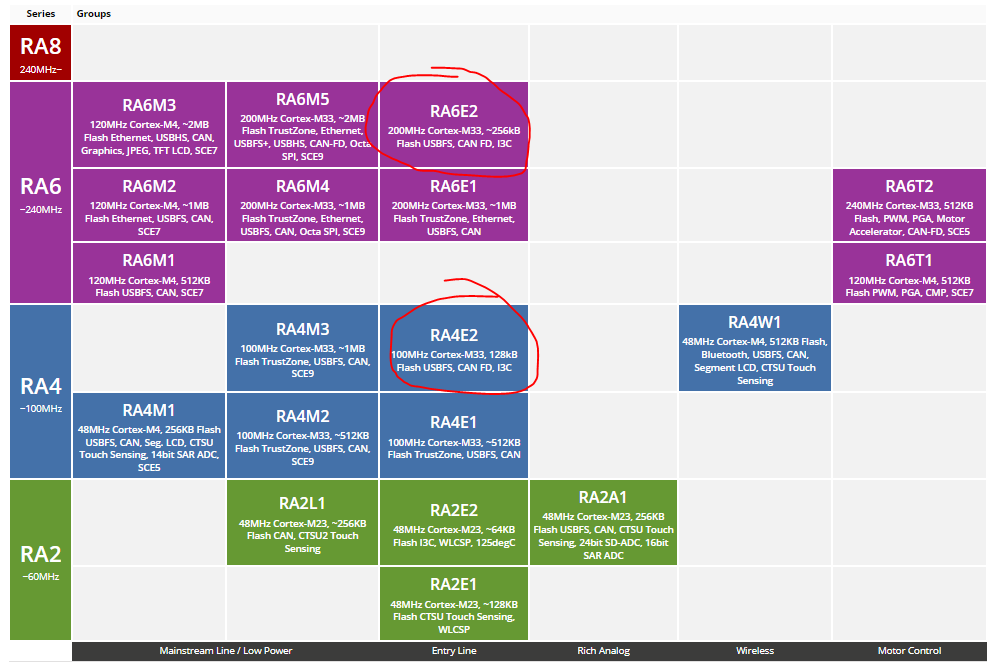 Series Groups
RA8
240MHz~
RA6
~240MHz
RA6M3
120MHz Cortex-M4, ~2MB
Flash Ethernet, USBHS, CAN,
Graphics, JPEG, TFT LCD, SCE7
RA6M5
200MHz Cortex-M33, ~2MB
Flash TrustZone, Ethernet,
USBFS+, USBHS, CAN-FD, Octa
SPI, SCE9
RA6E2
200MHz Cortex-M33, ~256kB
Flash USBFS, CAN FD, I3C
RA6M2
120MHz Cortex-M4, ~1MB
Flash Ethernet, USBFS, CAN,
SCE7
RA6M4
200MHz Cortex-M33, ~1MB
Flash TrustZone, Ethernet,
USBFS, CAN, Octa SPI, SCE9
RA6E1
200MHz Cortex-M33, ~1MB
Flash TrustZone, Ethernet,
USBFS, CAN
RA6T2
240MHz Cortex-M33, 512KB
Flash, PWM, PGA, Motor
Accelerator, CAN-FD, SCE5
RA6M1
120MHz Cortex-M4, 512KB
Flash USBFS, CAN, SCE7
RA6T1
120MHz Cortex-M4, 512KB
Flash PWM, PGA, CMP, SCE7
RA4
~100MHz
RA4M3
100MHz Cortex-M33, ~1MB
Flash TrustZone, USBFS, CAN,
SCE9
RA4E2
100MHz Cortex-M33, 128kB
Flash USBFS, CAN FD, I3C
RA4W1
48MHz Cortex-M4, 512KB Flash,
Bluetooth, USBFS, CAN,
Segment LCD, CTSU Touch
Sensing
RA4M1
48MHz Cortex-M4, 256KB Flash
USBFS, CAN, Seg. LCD, CTSU
Touch Sensing, 14bit SAR ADC,
SCE5
RA4M2
100MHz Cortex-M33, ~512KB
Flash TrustZone, USBFS, CAN,
SCE9
RA4E1
100MHz Cortex-M33, ~512KB
Flash TrustZone, USBFS, CAN
RA2
~60MHz
RA2L1
48MHz Cortex-M23, ~256KB
Flash CAN, CTSU2 Touch
Sensing
RA2E2
48MHz Cortex-M23, ~64KB
Flash I3C, WLCSP, 125degC
RA2A1
48MHz Cortex-M23, 256KB
Flash USBFS, CAN, CTSU Touch
Sensing, 24bit SD-ADC, 16bit
SAR ADC
RA2E1
48MHz Cortex-M23, ~128KB
Flash CTSU Touch Sensing,
WLCSP
Mainstream Line / Low Power Entry Line Rich Analog Wireless Motor Control